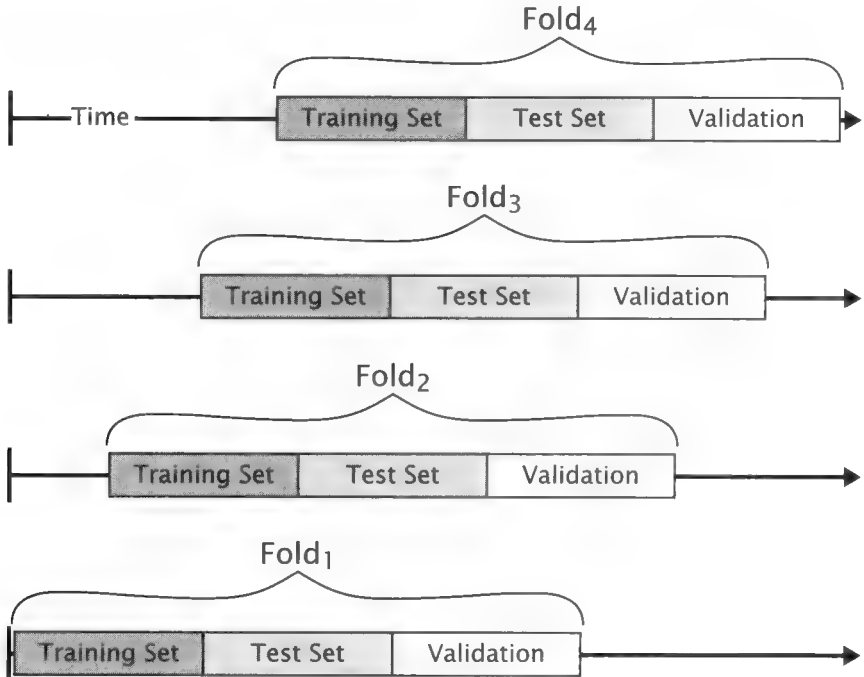 Fold4
Time Training Set Test Set Validation
Fold3
Training Set Test Set Validation
Fold2
Training Set Test Set Validation
Fold1
Training Set Test Set Validation